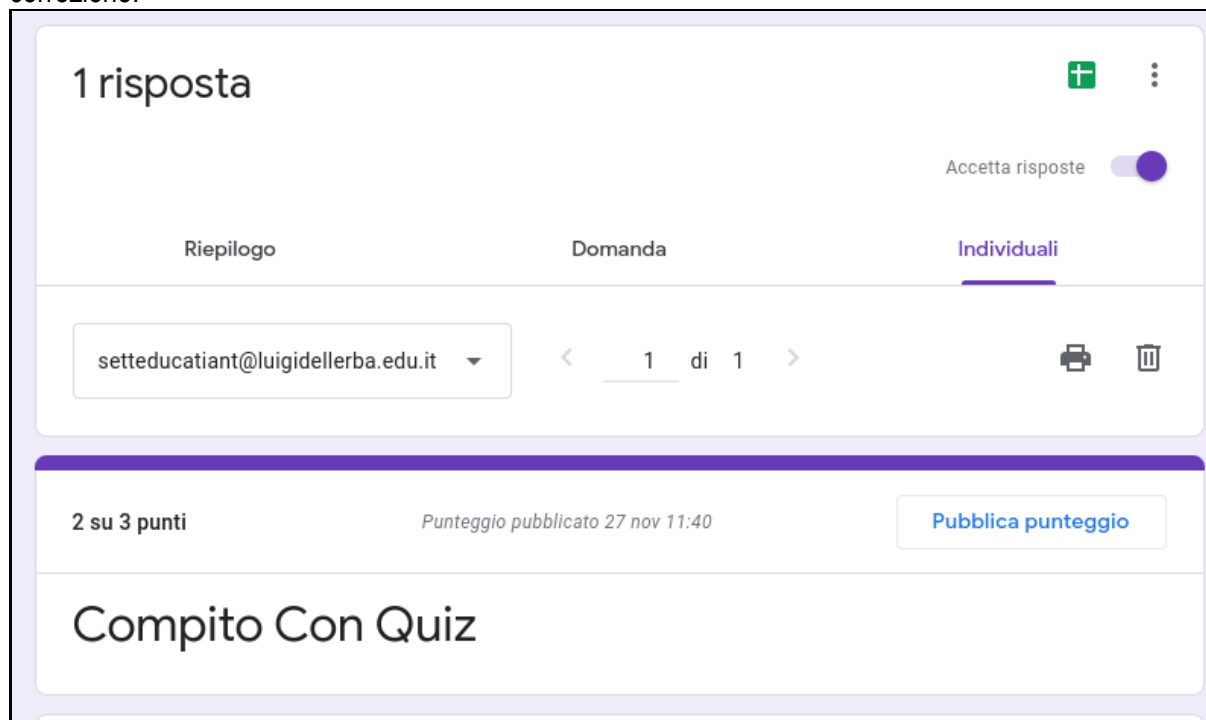 1 risposta
Accetta risposte
Riepilogo Domanda Individuali
setteducatiant@luigidellerba.edu.it 1 di 1
2 su 3 punti Punteggio pubblicato 27 nov 11:40 Pubblica punteggio
Compito Con Quiz